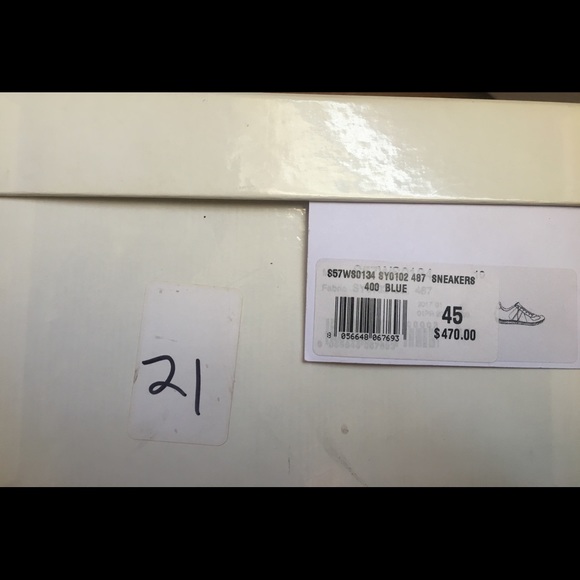 S57WS0134 SY0102 487 SNEAKERS
400 BLUE
45
$470.00
8 056648 067693
21